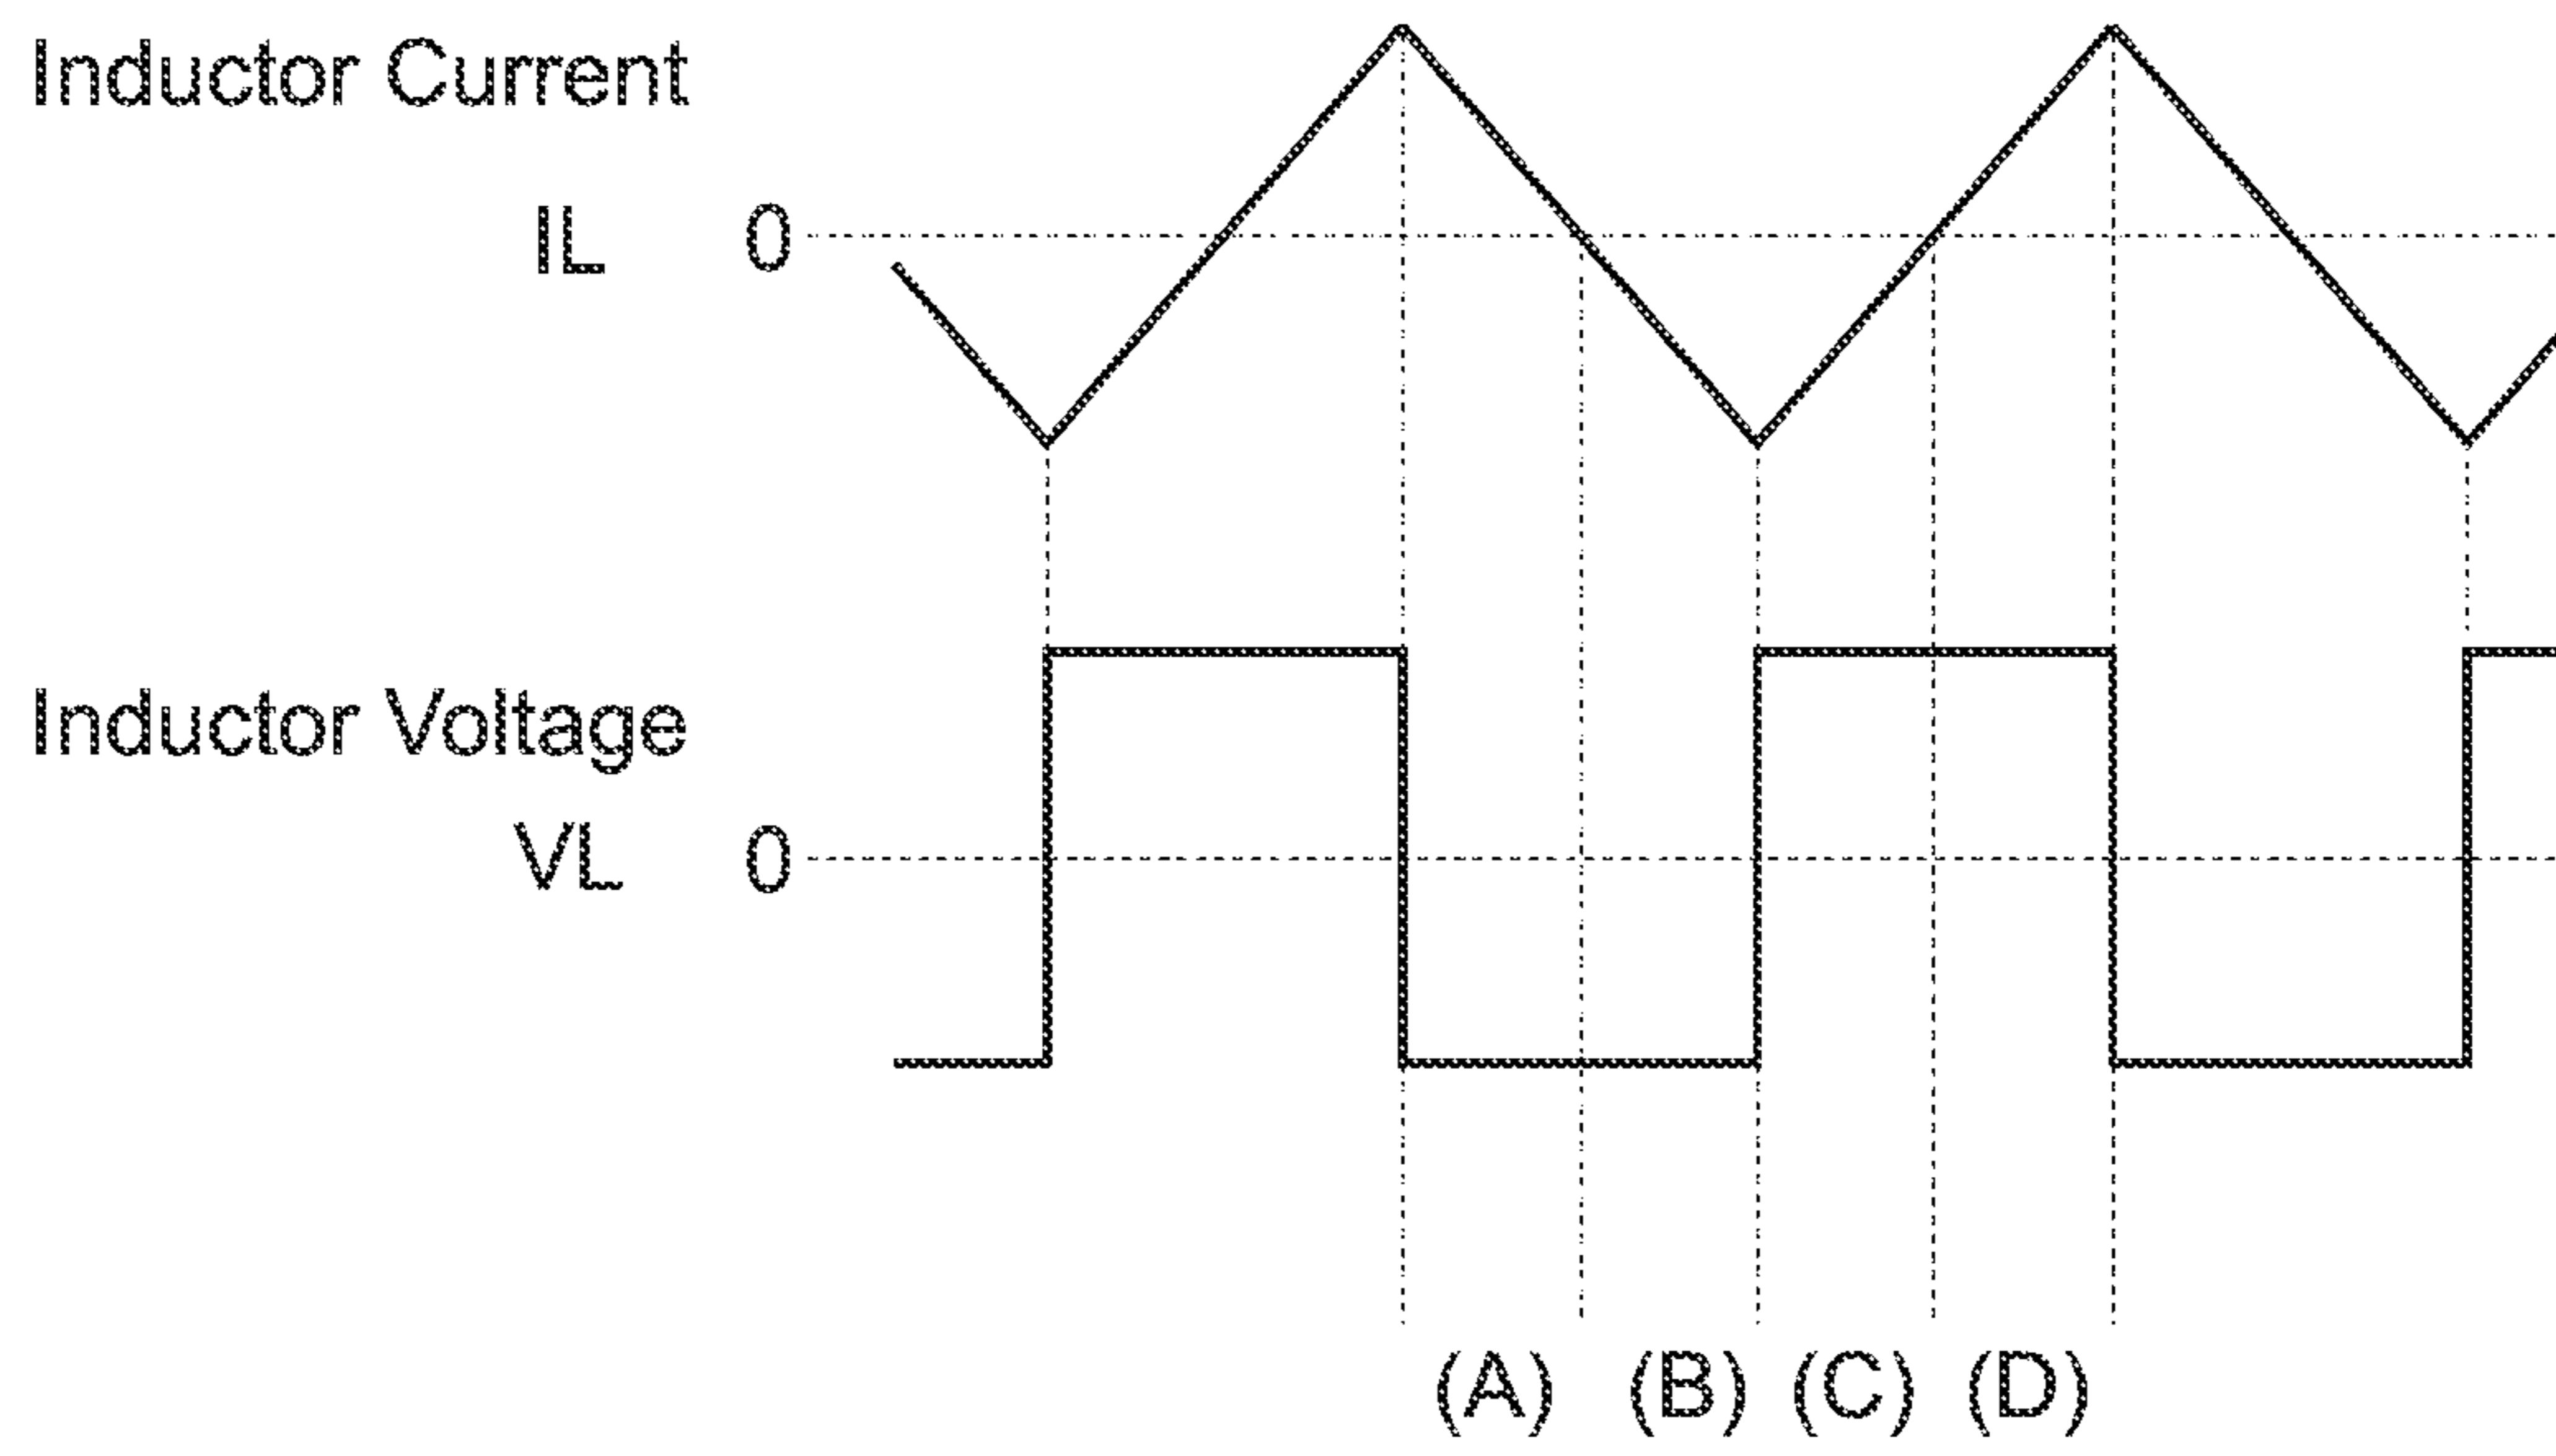 Inductor Current
IL 0
Inductor Voltage
VL 0
(A) (B) (C) (D)